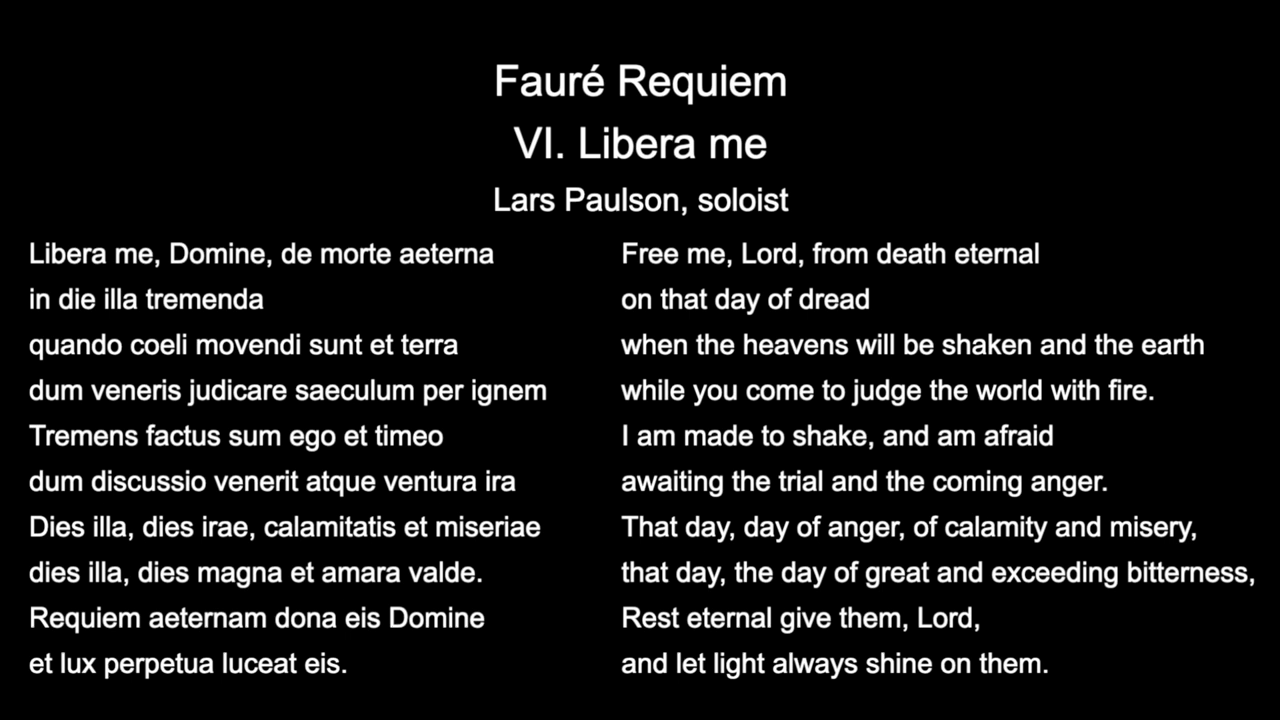 Fauré Requiem
VI. Libera me
Lars Paulson, soloist
Libera me, Domine, de morte aeterna
in die illa tremenda
quando coeli movendi sunt et terra
dum veneris judicare saeculum per ignem
Tremens factus sum ego et timeo
dum discussio venerit atque ventura ira
Dies illa, dies irae, calamitatis et miseriae
dies illa, dies magna et amara valde.
Requiem aeternam dona eis Domine
et lux perpetua luceat eis.
Free me, Lord, from death eternal
on that day of dread
when the heavens will be shaken and the earth
while you come to judge the world with fire.
I am made to shake, and am afraid
awaiting the trial and the coming anger.
That day, day of anger, of calamity and misery,
that day, the day of great and exceeding bitterness,
Rest eternal give them, Lord,
and let light always shine on them.